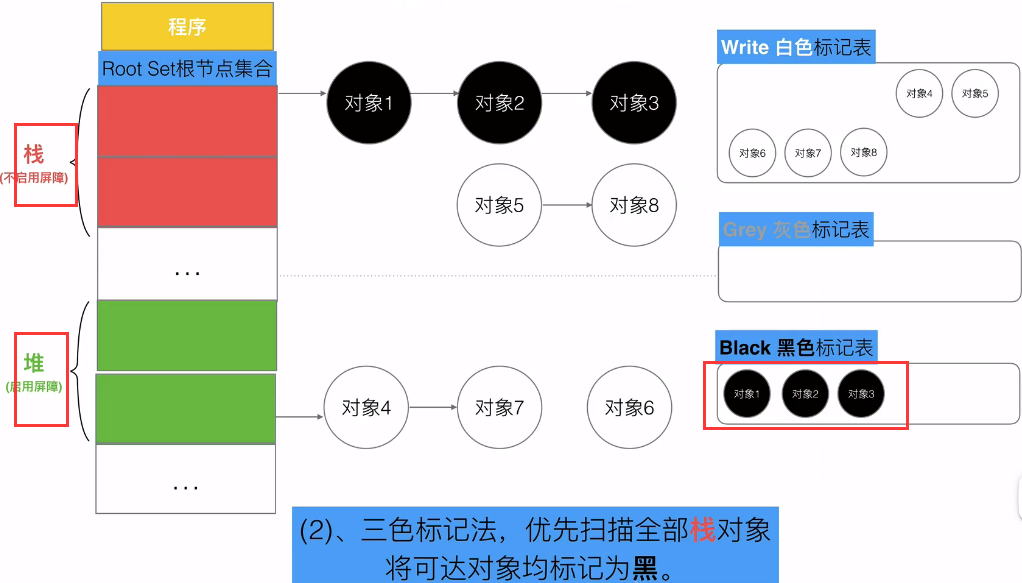 程序
Root Set根节点集合
栈
(不启用屏障)
...
堆
(启用屏障)
...
对象1
对象2
对象3
对象5
对象8
对象4
对象7
对象6
Write 白色标记表
对象4
对象5
对象6
对象7
对象8
Grey 灰色标记表
Black 黑色标记表
对象1
对象2
对象3
(2)、三色标记法，优先扫描全部栈对象
将可达对象均标记为黑。